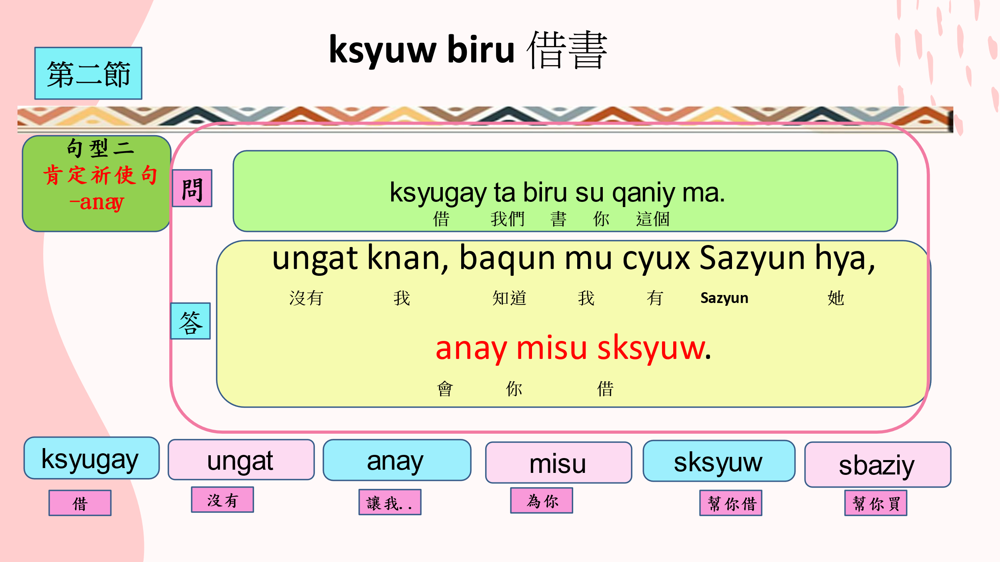 ksyuw biru 借書
第二節
句型二
肯定祈使句
–anay
問
ksyugay ta biru su qaniy ma.
借 我們 書 你 這個
答
ungat knan, baqun mu cyux Sazyun hya,
沒有 我 知道 我 有 Sazyun 她
anay misu sksyuw.
會 你 借
ksyugay ungat anay misu sksyuw sbaziy
借 沒有 讓我.. 為你 幫你借 幫你買